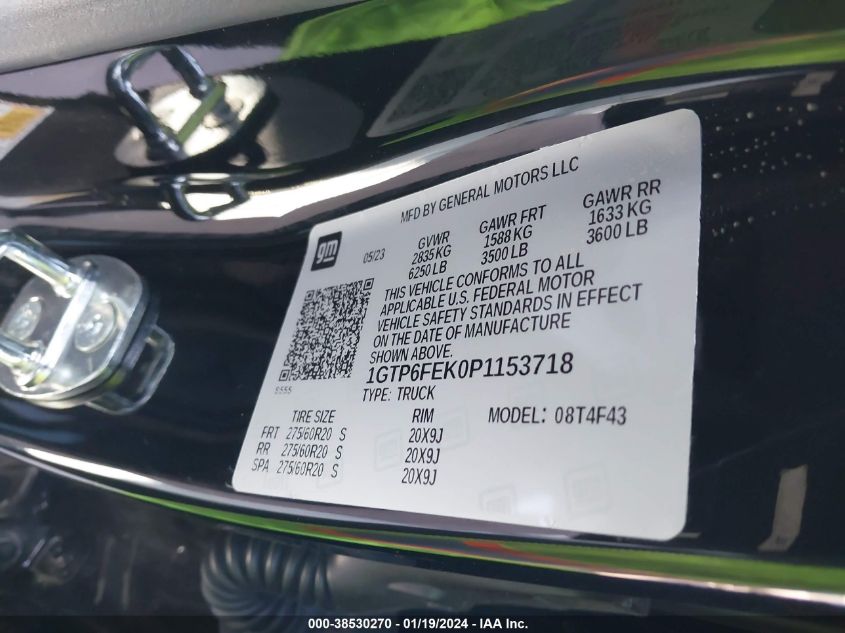 MFD BY GENERAL MOTORS LLC
gm
05/23
GVWR
2835 KG
6250 LB
GAWR FRT
1588 KG
3500 LB
GAWR RR
1633 KG
3600 LB
THIS VEHICLE CONFORMS TO ALL
APPLICABLE U.S. FEDERAL MOTOR
VEHICLE SAFETY STANDARDS IN EFFECT
ON THE DATE OF MANUFACTURE
SHOWN ABOVE.
1GTP6FEK0P1153718
TYPE: TRUCK
TIRE SIZE RIM MODEL: 08T4F43
FRT 275/60R20 S 20X9J
RR 275/60R20 S 20X9J
SPA 275/60R20 S 20X9J
000-38530270 - 01/19/2024 - IAA Inc.